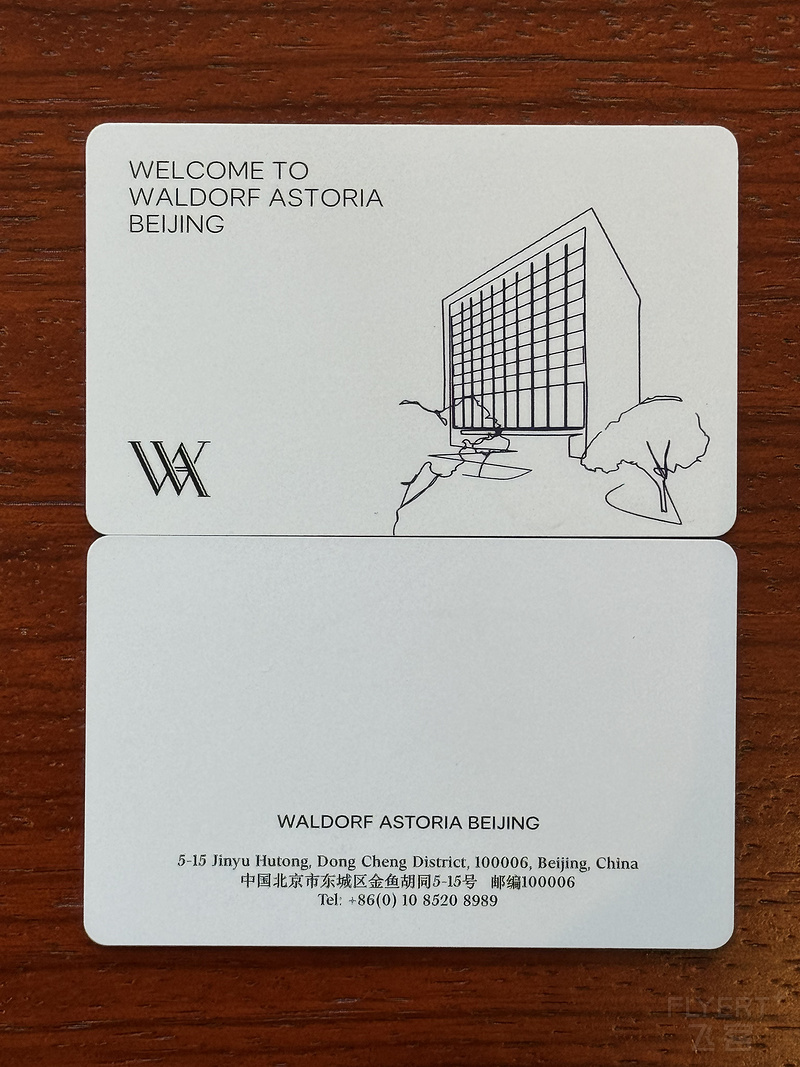 WELCOME TO
WALDORF ASTORIA
BEIJING
WA
WALDORF ASTORIA BEIJING
5-15 Jinyu Hutong, Dong Cheng District, 100006, Beijing, China
中国北京市东城区金鱼胡同5-15号 邮编100006
Tel: +86(0) 10 8520 8989
FLYERT
飞客